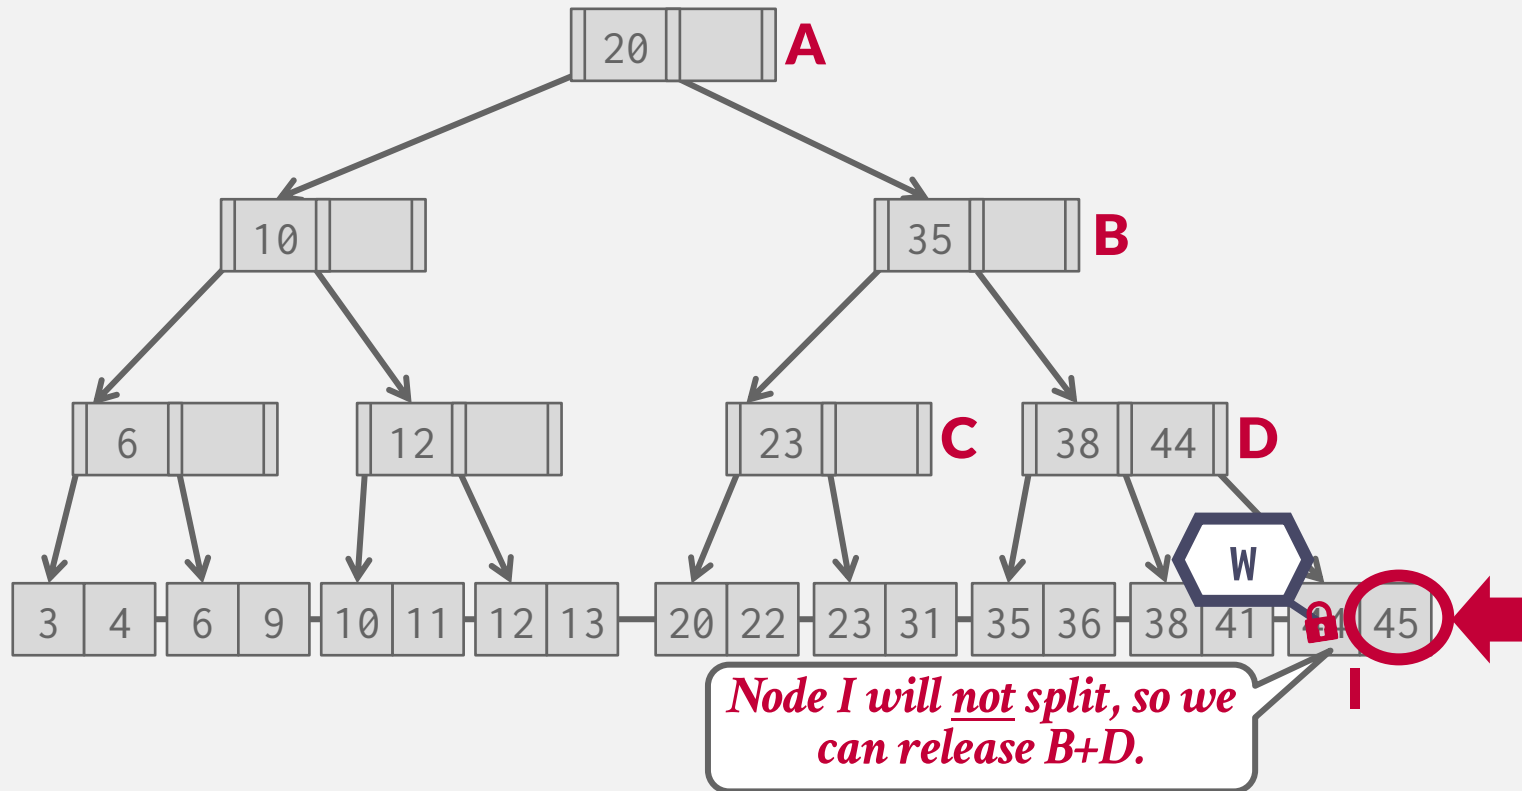 20 A
10 35 B
6 12 23 C 38 44 D
W
3 4 6 9 10 11 12 13 20 22 23 31 35 36 38 41 44 45
I
Node I will not split, so we
can release B+D.